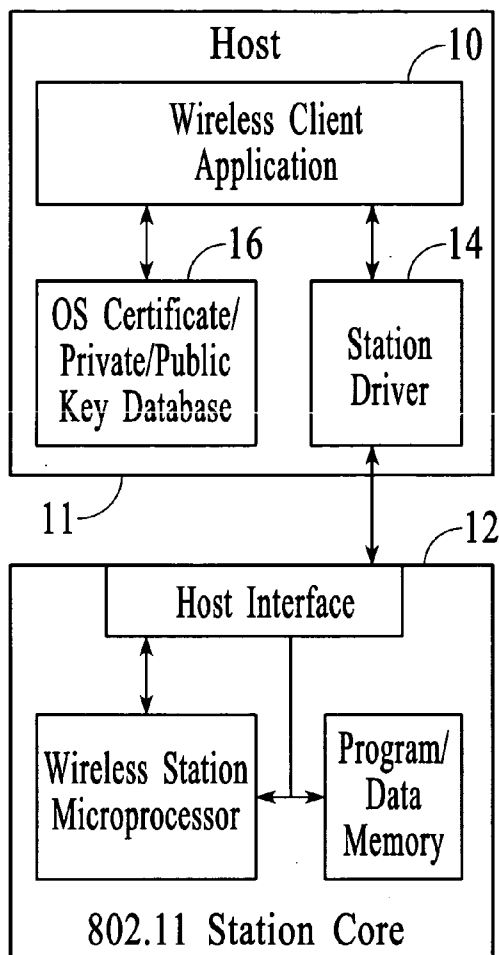 Host
10
Wireless Client
Application
16
14
OS Certificate/
Private/Public
Key Database
Station
Driver
11
12
Host Interface
Wireless Station
Microprocessor
Program/
Data
Memory
802.11 Station Core